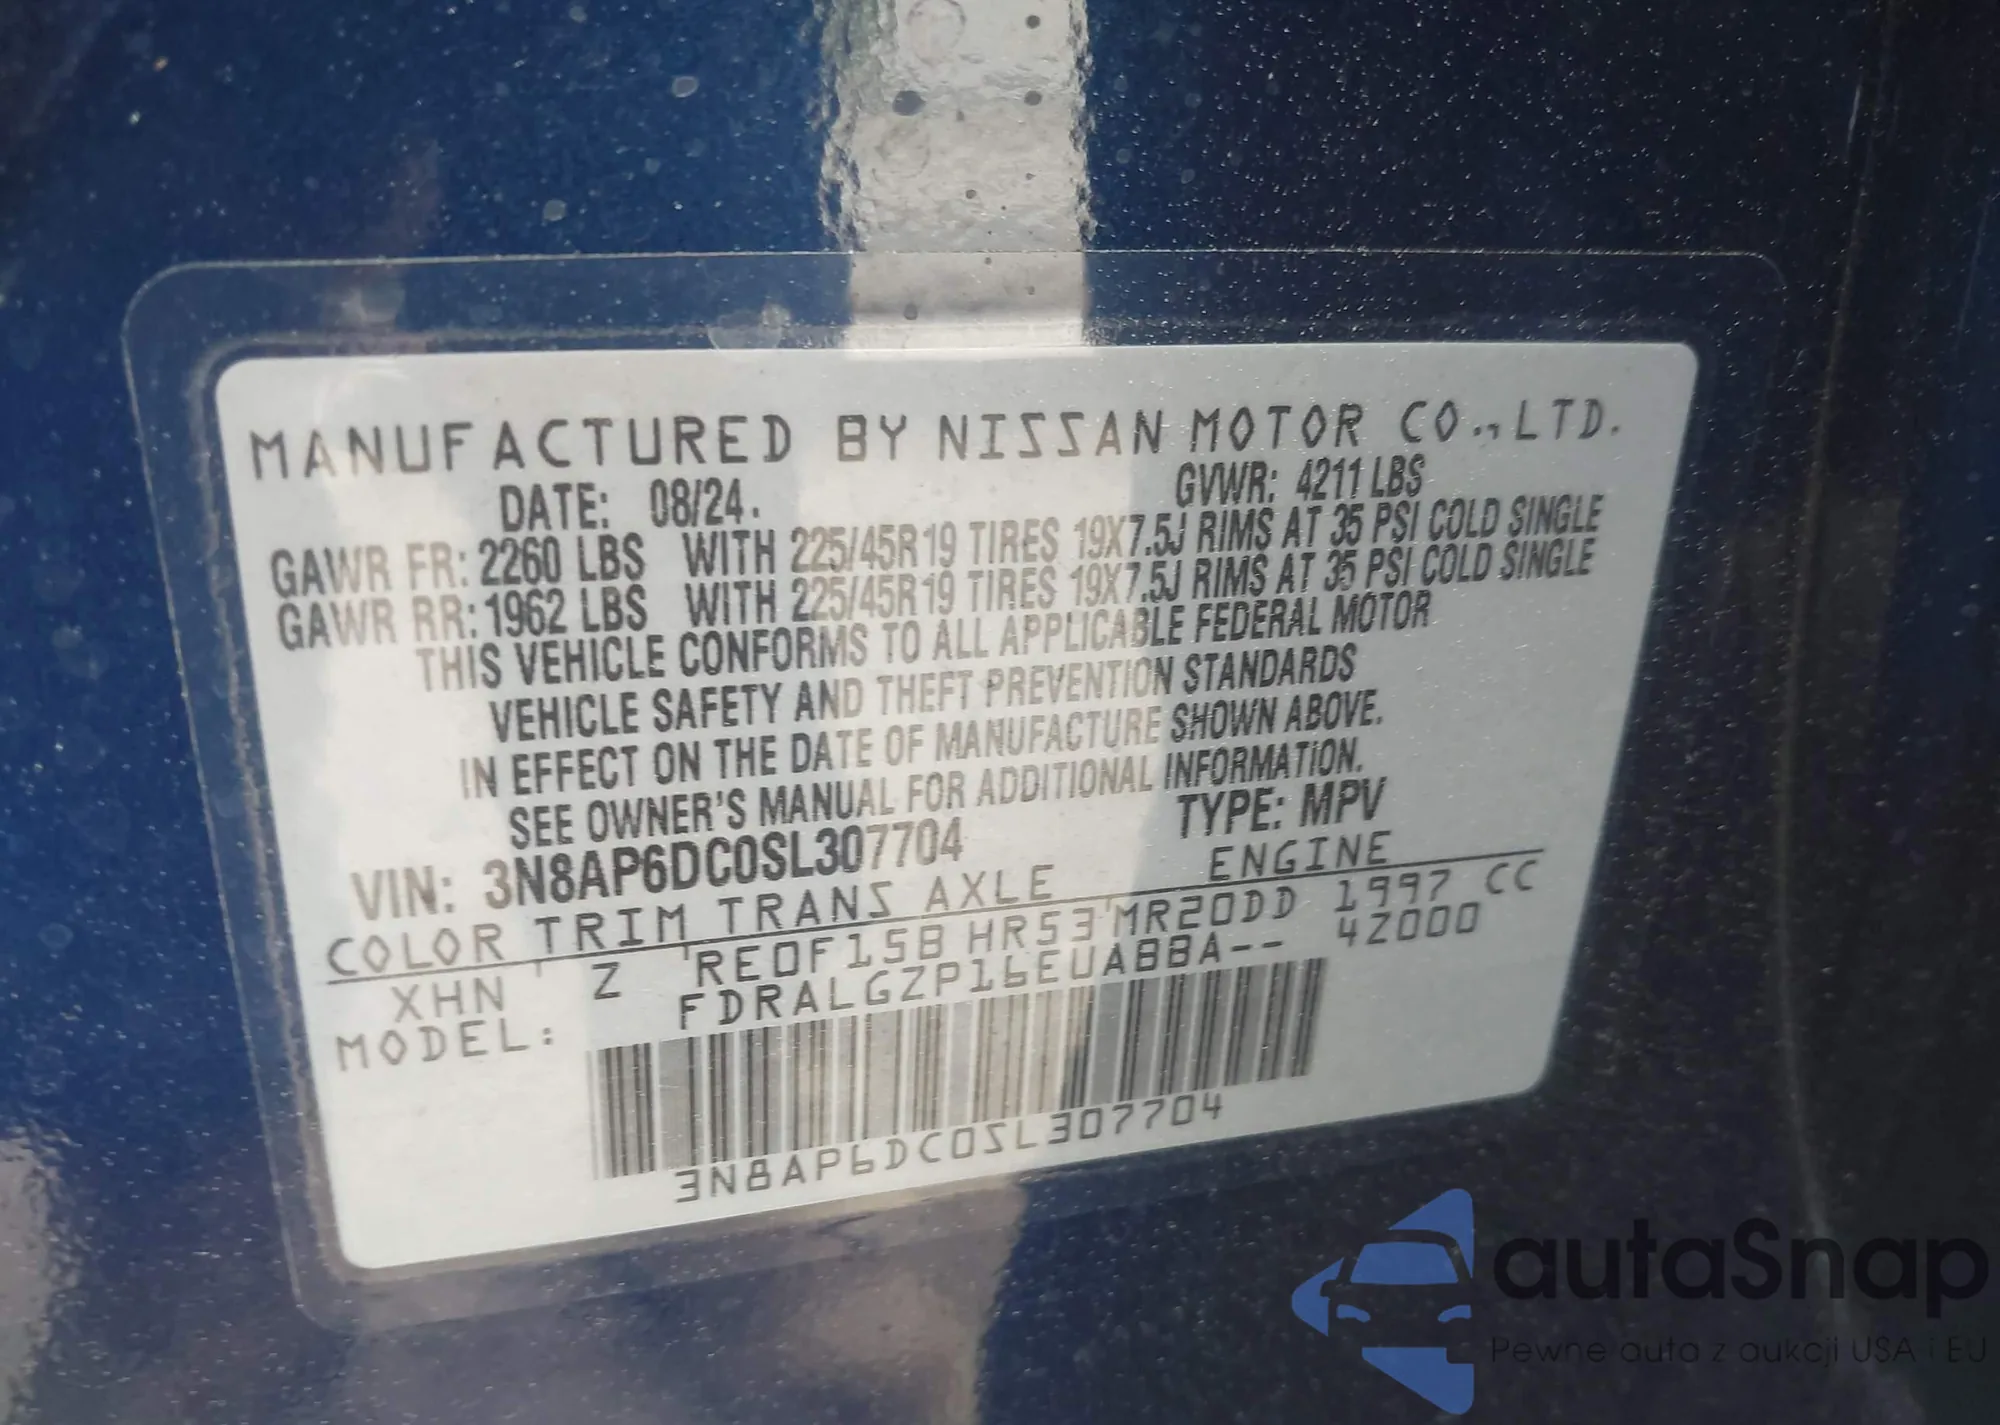 MANUFACTURED BY NISSAN MOTOR CO., LTD.
DATE: 08/24. GVWR: 4211 LBS
GAWR FR: 2260 LBS WITH 225/45R19 TIRES 19X7.5J RIMS AT 35 PSI COLD SINGLE
GAWR RR: 1962 LBS WITH 225/45R19 TIRES 19X7.5J RIMS AT 35 PSI COLD SINGLE
THIS VEHICLE CONFORMS TO ALL APPLICABLE FEDERAL MOTOR
VEHICLE SAFETY AND THEFT PREVENTION STANDARDS
IN EFFECT ON THE DATE OF MANUFACTURE SHOWN ABOVE.
SEE OWNER'S MANUAL FOR ADDITIONAL INFORMATION.
VIN: 3N8AP6DC0SL307704 TYPE: MPV
COLOR TRIM TRANS AXLE ENGINE
XHN Z RE0F15B HR53 MR20DD 1997 CC
MODEL: FDRALGZP16EUABBA-- 4Z000
3N8AP6DC0SL307704
autaSnap
Pewne auta z aukcji USA i EU